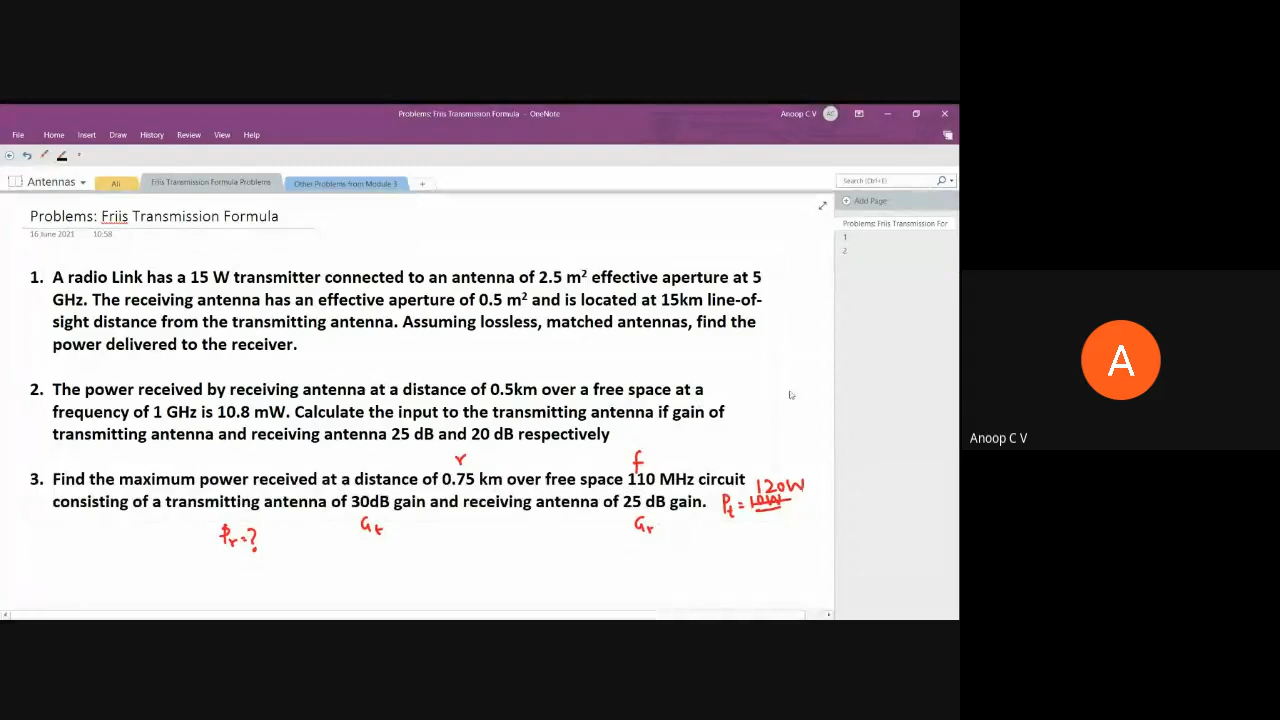 Problems: Friis Transmission Formula - OneNote
Anoop C V AC
File Home Insert Draw History Review View Help
Antennas Ali Friis Transmission Formula Problems Other Problems from Module 3 +
Search (Ctrl+E)
Add Page
Problems: Friis Transmission For
1
2
Problems: Friis Transmission Formula
16 June 2021 10:58
1. A radio Link has a 15 W transmitter connected to an antenna of 2.5 m² effective aperture at 5
GHz. The receiving antenna has an effective aperture of 0.5 m² and is located at 15km line-of-
sight distance from the transmitting antenna. Assuming lossless, matched antennas, find the
power delivered to the receiver.
2. The power received by receiving antenna at a distance of 0.5km over a free space at a
frequency of 1 GHz is 10.8 mW. Calculate the input to the transmitting antenna if gain of
transmitting antenna and receiving antenna 25 dB and 20 dB respectively
r f
3. Find the maximum power received at a distance of 0.75 km over free space 110 MHz circuit
120W
consisting of a transmitting antenna of 30dB gain and receiving antenna of 25 dB gain. Pt = 10W
Pr = ? Gt Gr
A
Anoop C V